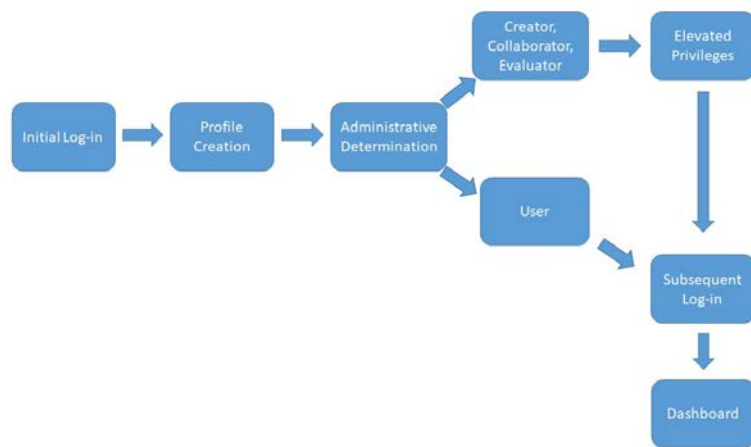 Initial Log-in
Profile
Creation
Administrative
Determination
Creator,
Collaborator,
Evaluator
Elevated
Privileges
User
Subsequent
Log-in
Dashboard